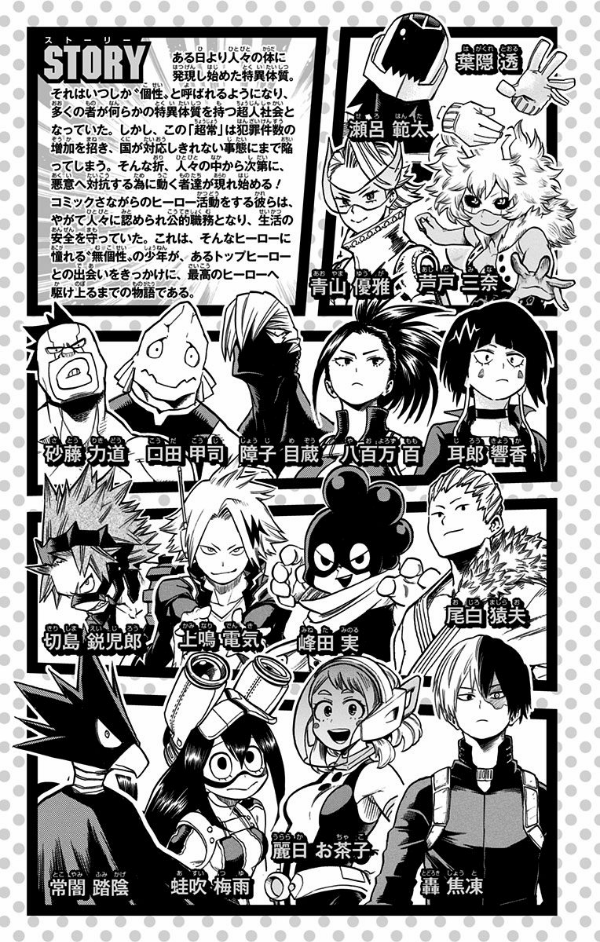 ストーリー
STORY
ある日より人々の体に
発現し始めた特異体質。
それはいつしか“個性”と呼ばれるようになり、
多くの者が何らかの特異体質を持つ超人社会と
なっていた。しかし、この「超常」は犯罪件数の
増加を招き、国が対応しきれない事態にまで陥
ってしまう。そんな折、人々の中から次第に、
悪意へ対抗する為に動く者達が現れ始める！
コミックさながらのヒーロー活動をする彼らは、
やがて人々に認められ公的職務となり、生活の
安全を守っていた。これは、そんなヒーローに
憧れる“無個性”の少年が、あるトップヒーロー
との出会いをきっかけに、最高のヒーローへ
駆け上るまでの物語である。
葉隠 透
瀬呂 範太
青山 優雅
芦戸 三奈
砂藤 力道
口田 甲司
障子 目蔵
八百万 百
耳郎 響香
切島 鋭児郎
上鳴 電気
峰田 実
尾白 猿夫
常闇 踏陰
蛙吹 梅雨
麗日 お茶子
轟 焦凍